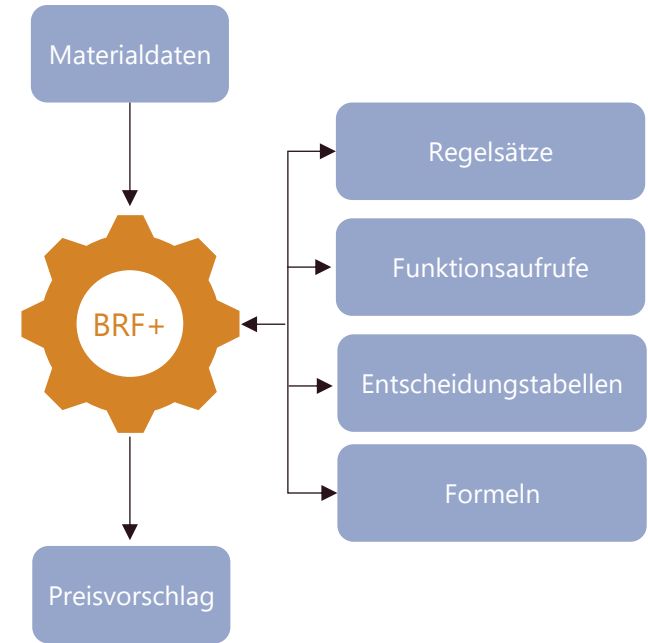 Materialdaten
Regelsätze
Funktionsaufrufe
BRF+
Entscheidungstabellen
Formeln
Preisvorschlag